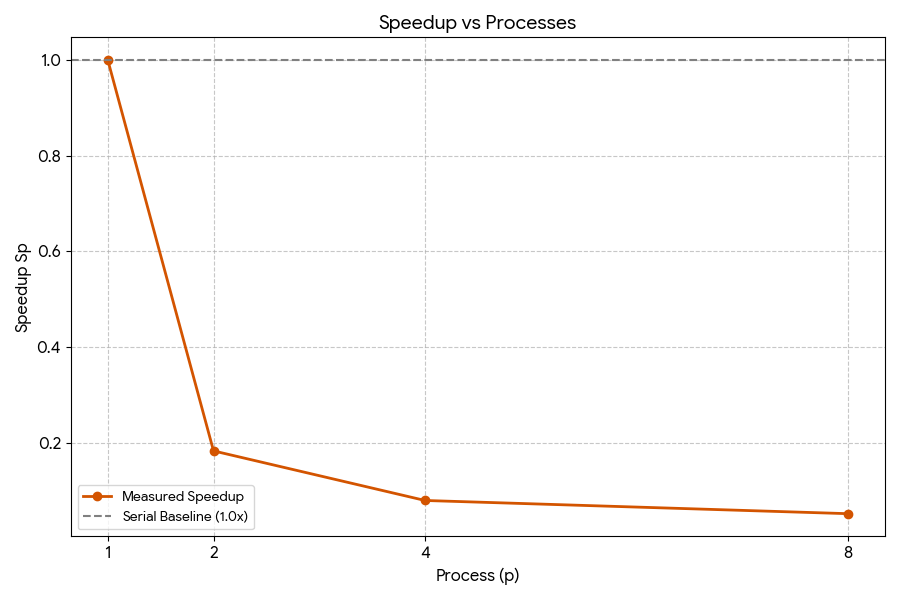 Speedup vs Processes
Speedup Sp
1.0
0.8
0.6
0.4
0.2
Measured Speedup
Serial Baseline (1.0x)
1 2 4 8
Process (p)